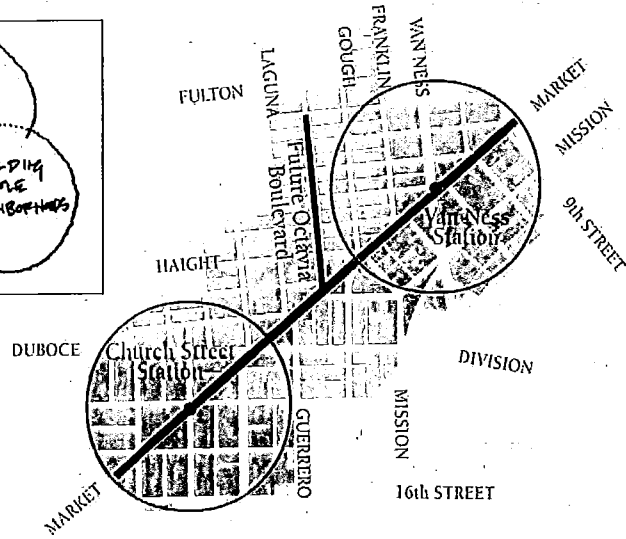 FULTON
LAGUNA
GOUGH
FRANKLIN
VAN NESS
MARKET
MISSION
9th STREET
Future Octavia
Boulevard
Van Ness
Station
HAIGHT
DUBOCE
Church Street
Station
DIVISION
GUERRERO
MISSION
16th STREET
MARKET